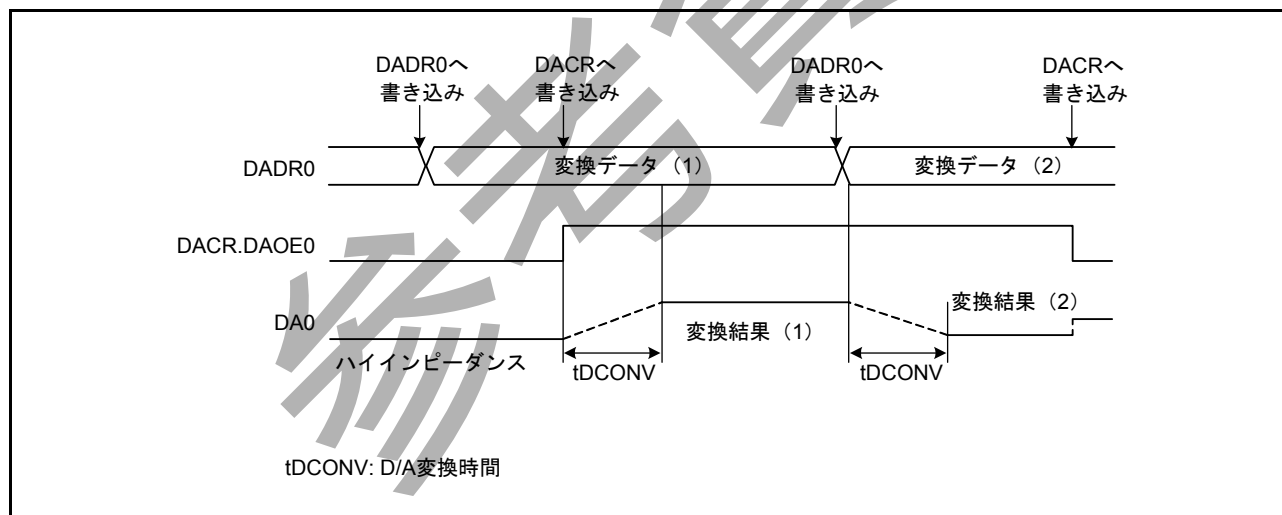 DADR0へ
書き込み
DACRへ
書き込み
DADR0へ
書き込み
DACRへ
書き込み
DADR0
変換データ（1）
変換データ（2）
DACR.DAOE0
DA0
変換結果（1）
変換結果（2）
ハイインピーダンス
tDCONV
tDCONV
tDCONV: D/A変換時間
参考資